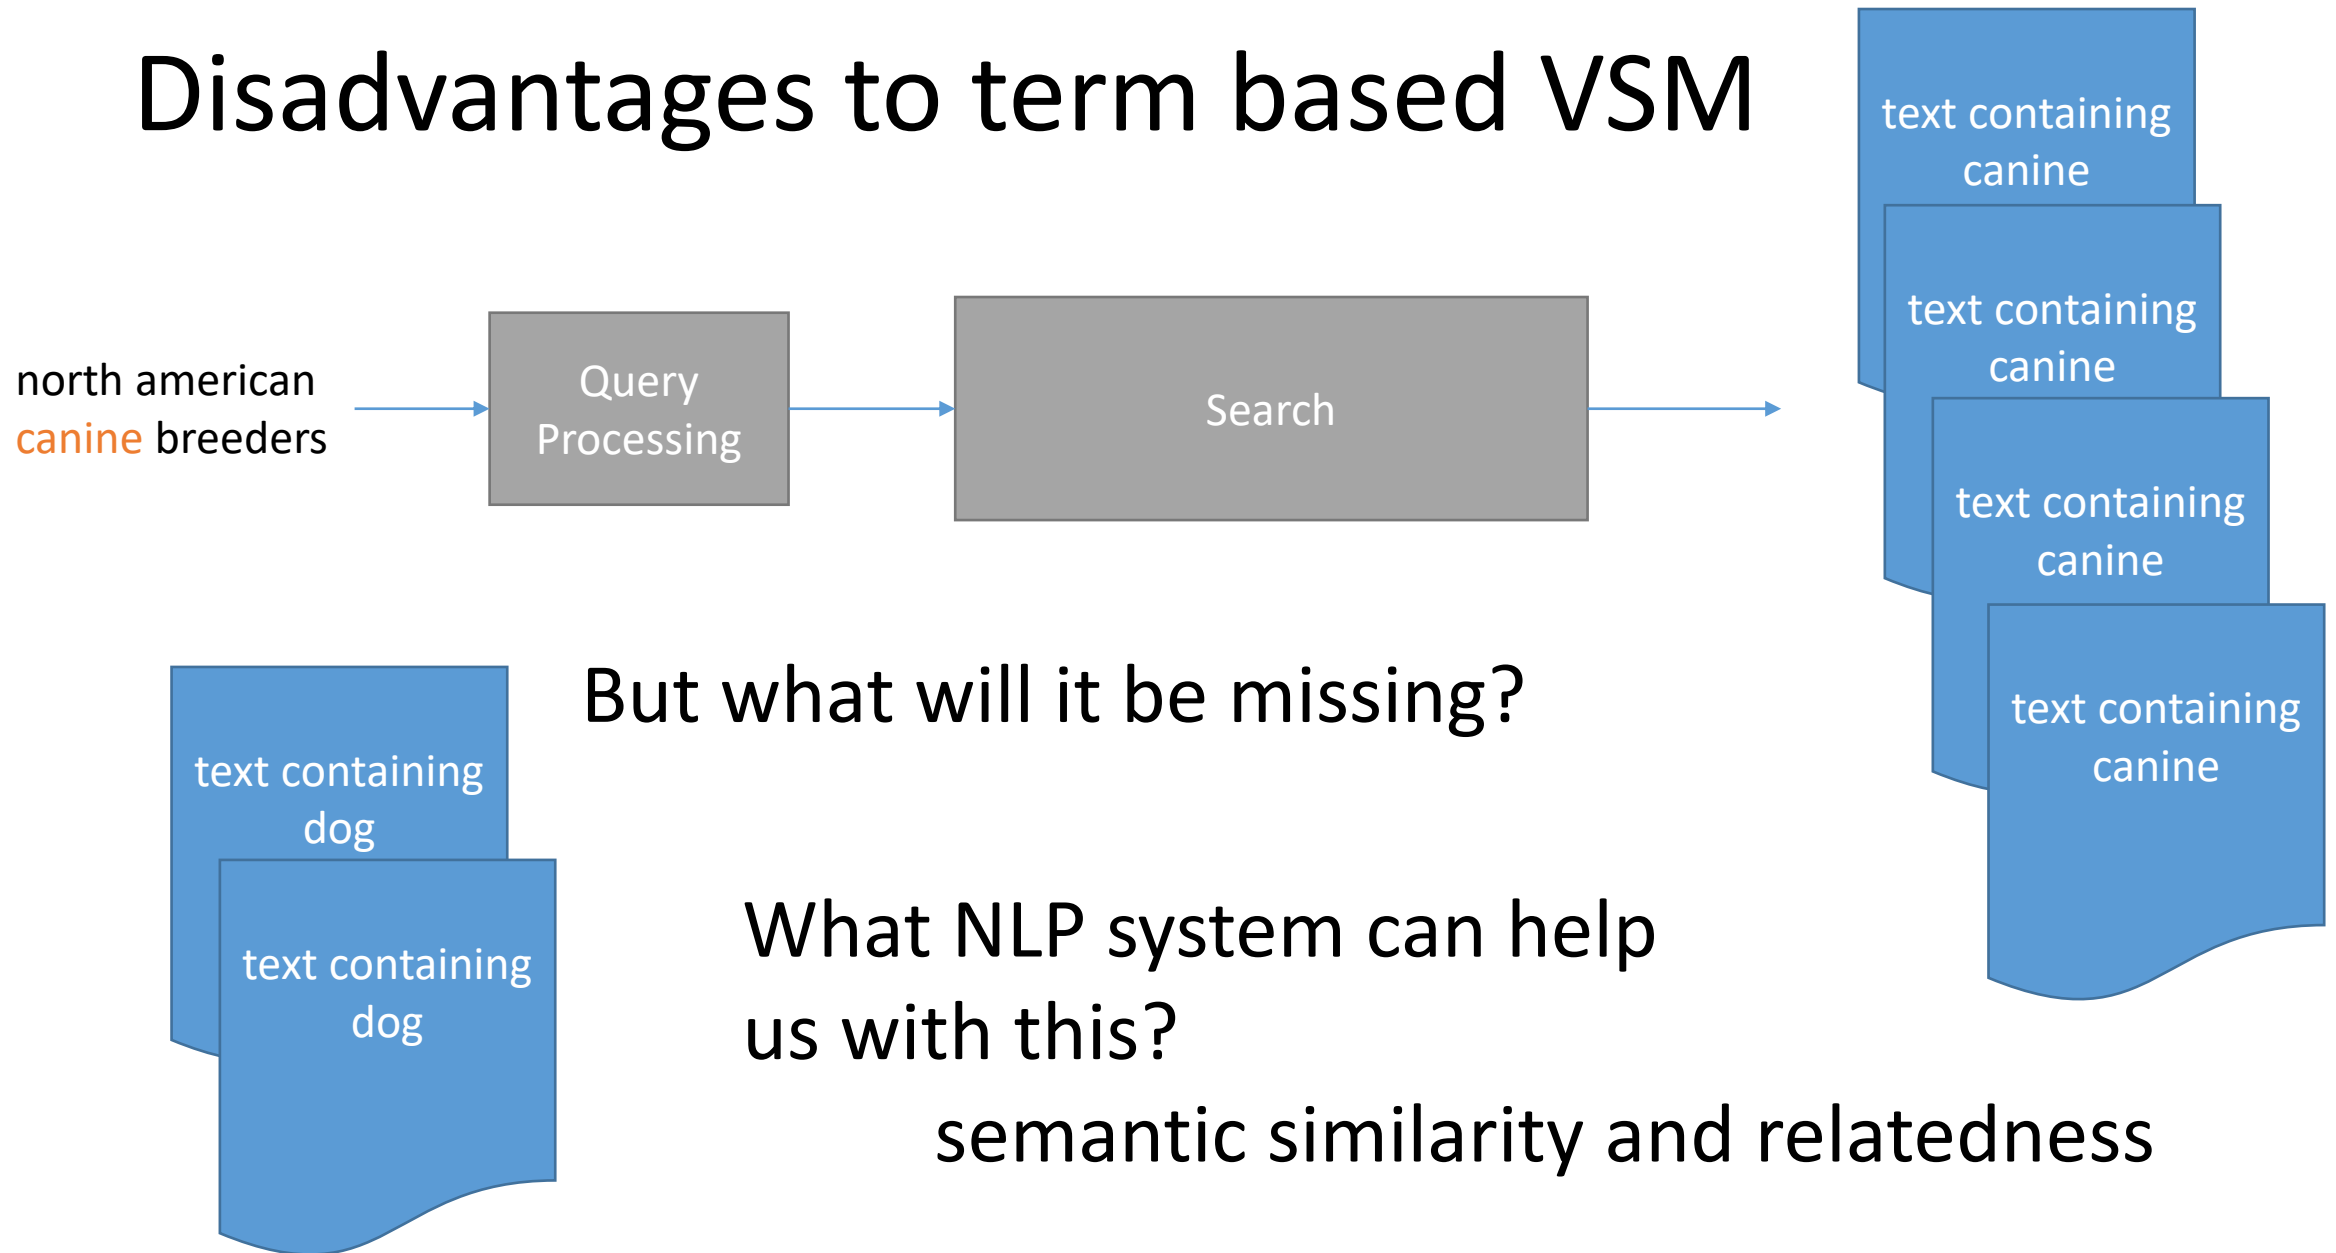 Disadvantages to term based VSM
north american
canine breeders
Query
Processing
Search
text containing
canine
text containing
canine
text containing
canine
text containing
canine
But what will it be missing?
text containing
dog
text containing
dog
What NLP system can help
us with this?
semantic similarity and relatedness